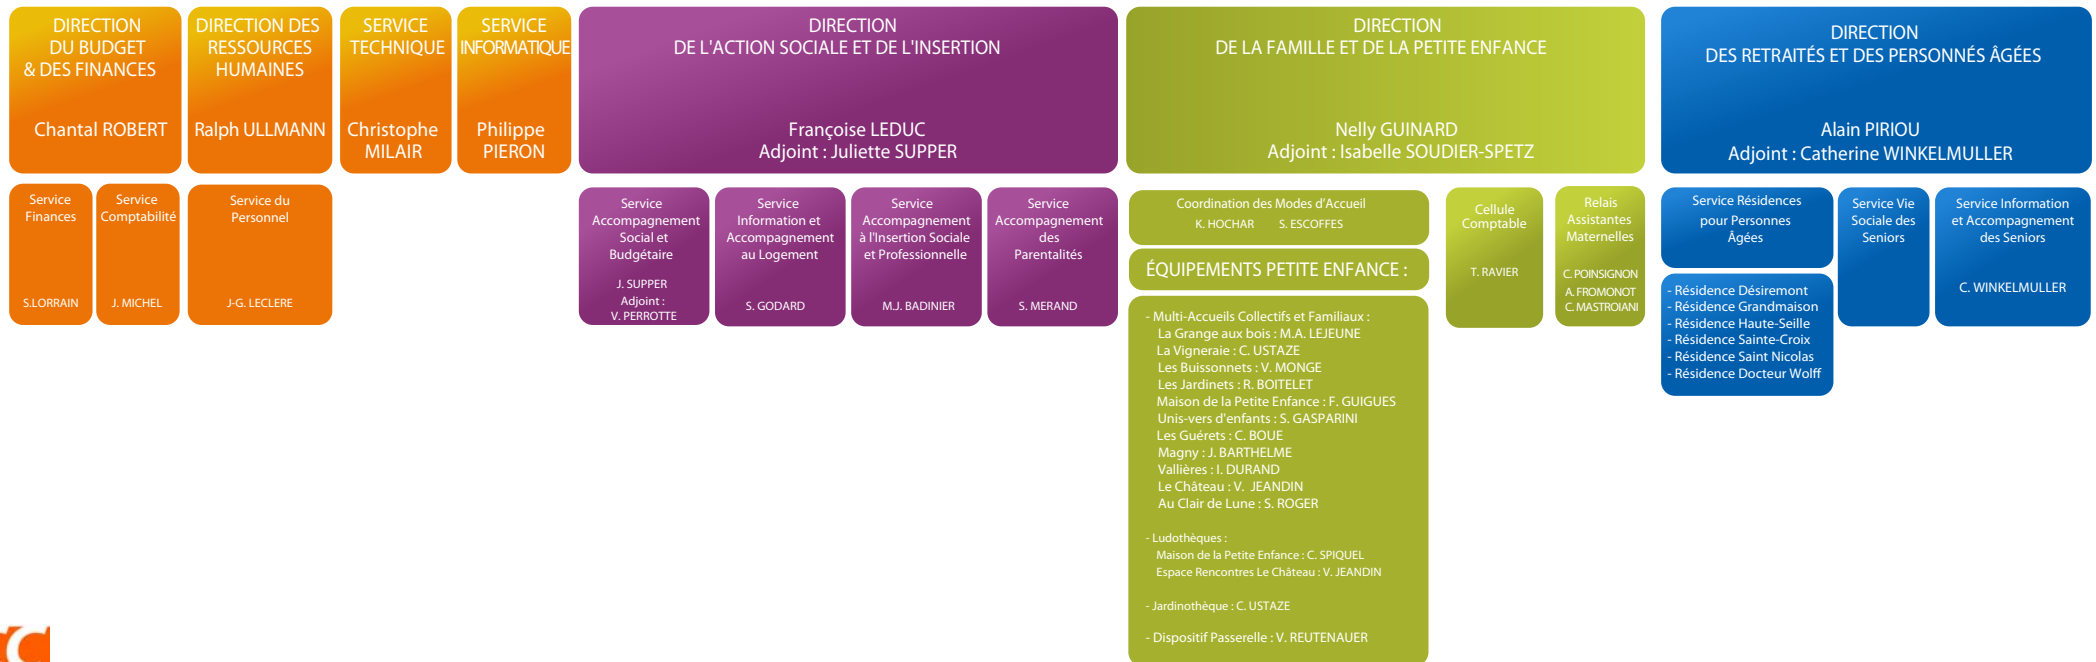 DIRECTION
DU BUDGET
& DES FINANCES
Chantal ROBERT
DIRECTION DES
RESSOURCES
HUMAINES
Ralph ULLMANN
SERVICE
TECHNIQUE
Christophe
MILAIR
SERVICE
INFORMATIQUE
Philippe
PIERON
DIRECTION
DE L'ACTION SOCIALE ET DE L'INSERTION
Françoise LEDUC
Adjoint : Juliette SUPPER
DIRECTION
DE LA FAMILLE ET DE LA PETITE ENFANCE
Nelly GUINARD
Adjoint : Isabelle SOUDIER-SPETZ
DIRECTION
DES RETRAITÉS ET DES PERSONNÉS ÂGÉES
Alain PIRIOU
Adjoint : Catherine WINKELMULLER
Service
Finances
S.LORRAIN
Service
Comptabilité
J. MICHEL
Service du
Personnel
J-G. LECLERE
Service
Accompagnement
Social et
Budgétaire
J. SUPPER
Adjoint :
V. PERROTTE
Service
Information et
Accompagnement
au Logement
S. GODARD
Service
Accompagnement
à l'Insertion Sociale
et Professionnelle
M.J. BADINIER
Service
Accompagnement
des
Parentalités
S. MERAND
Coordination des Modes d'Accueil
K. HOCHAR S. ESCOFFES
ÉQUIPEMENTS PETITE ENFANCE :
- Multi-Accueils Collectifs et Familiaux :
La Grange aux bois : M.A. LEJEUNE
La Vigneraie : C. USTAZE
Les Buissonnets : V. MONGE
Les Jardinets : R. BOITELET
Maison de la Petite Enfance : F. GUIGUES
Unis-vers d'enfants : S. GASPARINI
Les Guérets : C. BOUE
Magny : J. BARTHELME
Vallières : I. DURAND
Le Château : V. JEANDIN
Au Clair de Lune : S. ROGER
- Ludothèques :
Maison de la Petite Enfance : C. SPIQUEL
Espace Rencontres Le Château : V. JEANDIN
- Jardinothèque : C. USTAZE
- Dispositif Passerelle : V. REUTENAUER
Cellule
Comptable
T. RAVIER
Relais
Assistantes
Maternelles
C. POINSIGNON
A. FROMONOT
C. MASTROIANI
Service Résidences
pour Personnes
Âgées
- Résidence Désiremont
- Résidence Grandmaison
- Résidence Haute-Seille
- Résidence Sainte-Croix
- Résidence Saint Nicolas
- Résidence Docteur Wolff
Service Vie
Sociale des
Seniors
Service Information
et Accompagnement
des Seniors
C. WINKELMULLER